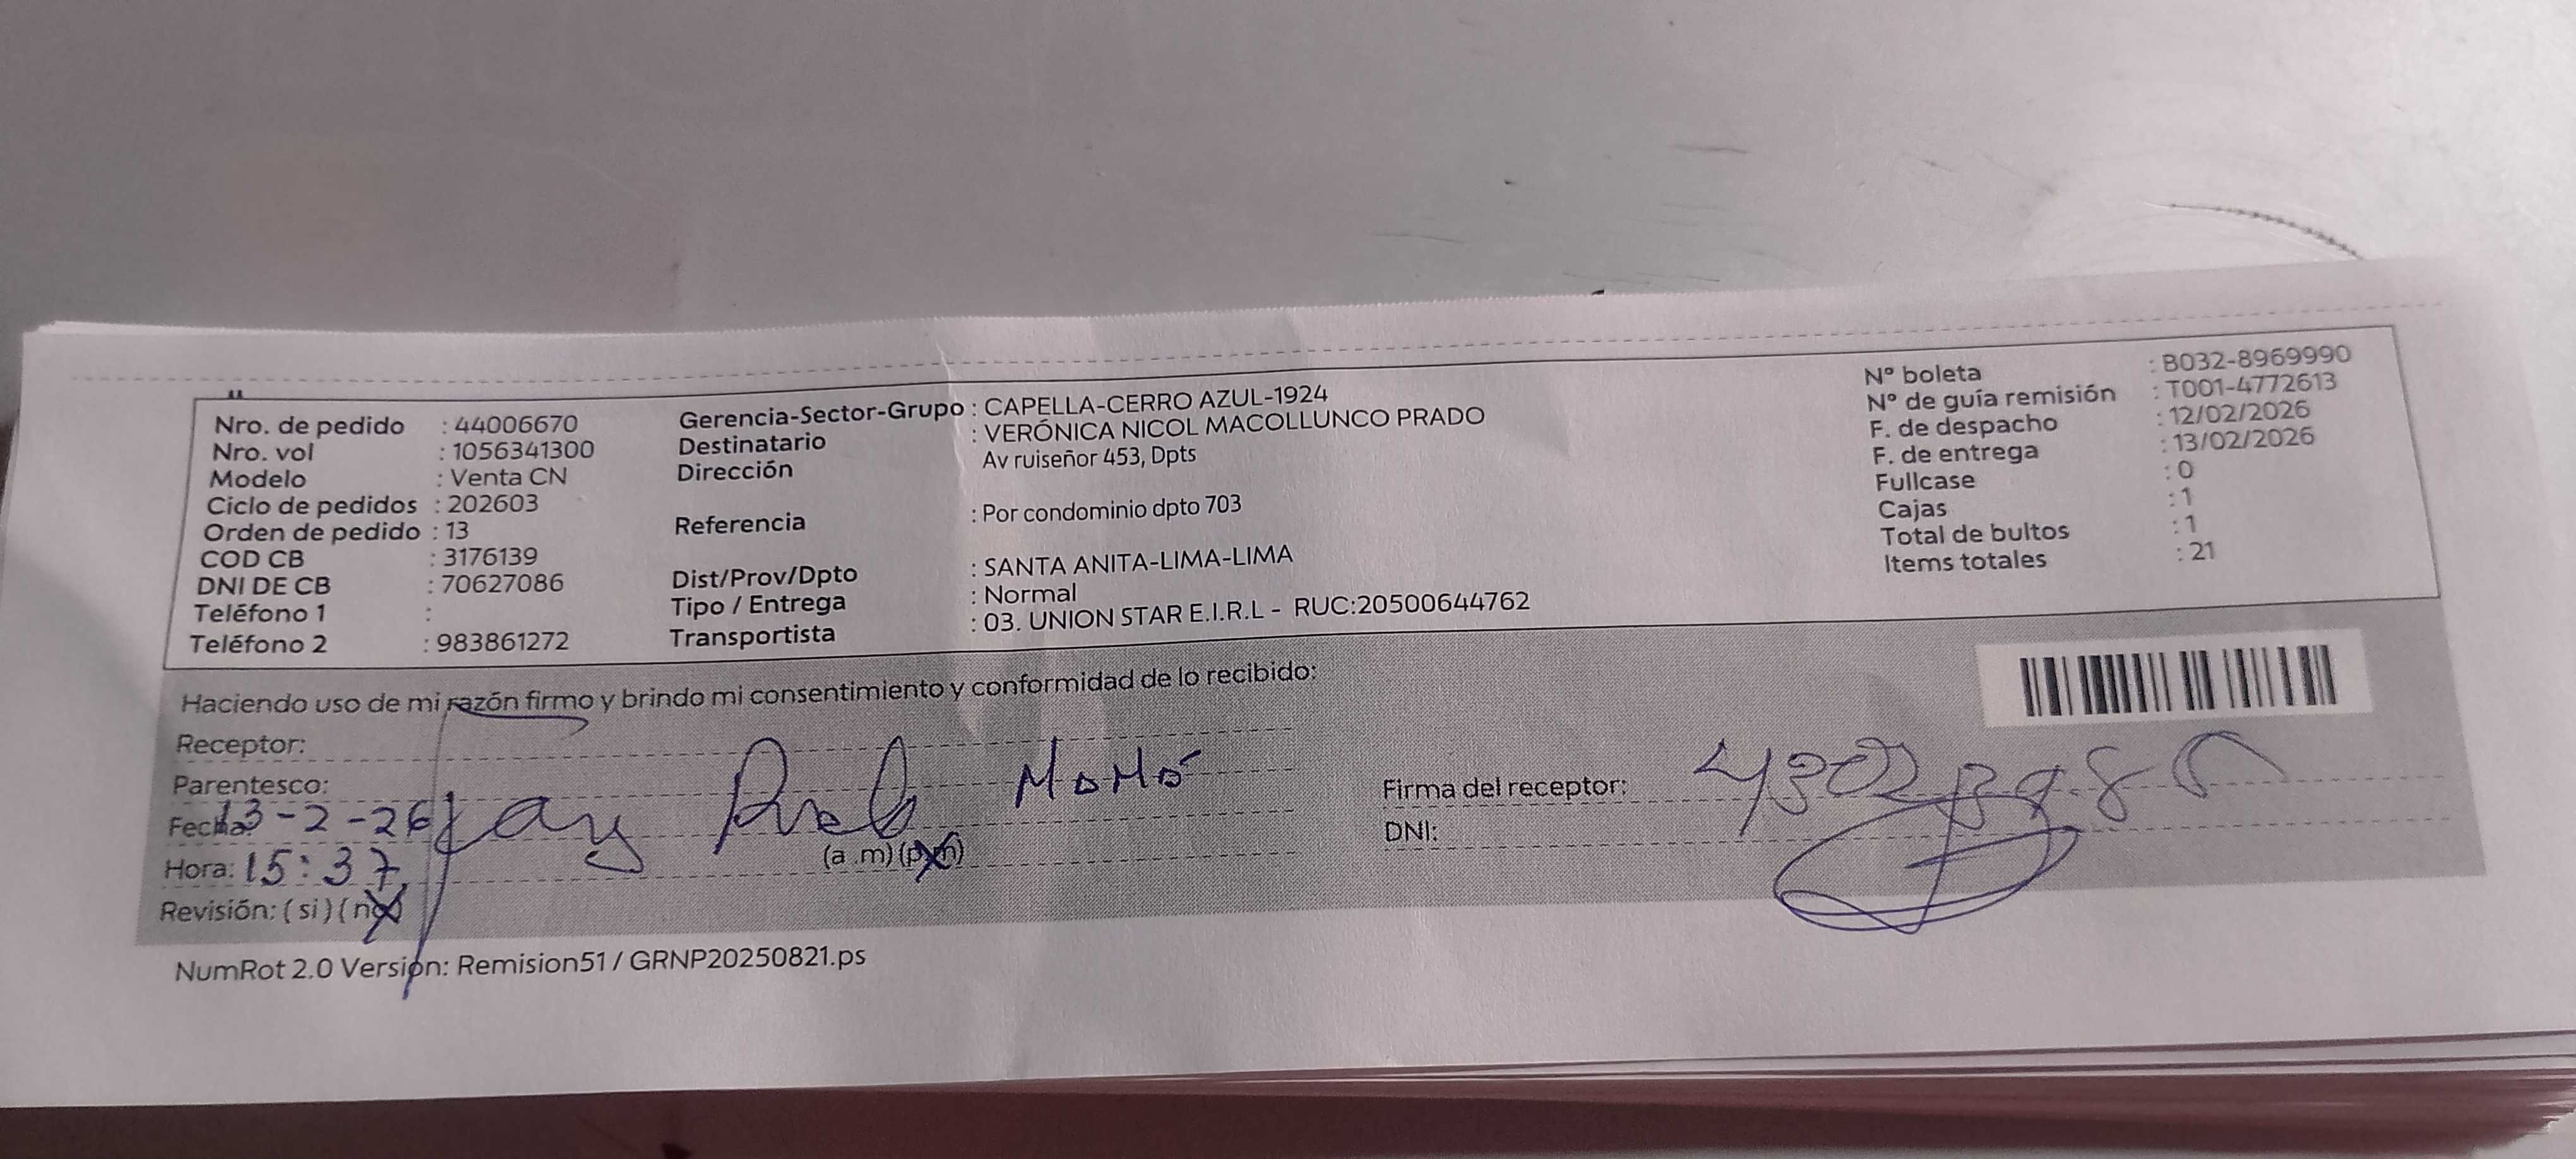 Nro. de pedido : 44006670
Nro. vol : 1056341300
Modelo : Venta CN
Ciclo de pedidos : 202603
Orden de pedido : 13
COD CB : 3176139
DNI DE CB : 70627086
Teléfono 1 :
Teléfono 2 : 983861272
Gerencia-Sector-Grupo : CAPELLA-CERRO AZUL-1924
Destinatario : VERÓNICA NICOL MACOLLUNCO PRADO
Dirección Av ruiseñor 453, Dpts
Referencia : Por condominio dpto 703
Dist/Prov/Dpto : SANTA ANITA-LIMA-LIMA
Tipo / Entrega : Normal
Transportista : 03. UNION STAR E.I.R.L - RUC:20500644762
N° boleta : B032-8969990
N° de guía remisión : T001-4772613
F. de despacho : 12/02/2026
F. de entrega : 13/02/2026
Fullcase : 0
Cajas : 1
Total de bultos : 1
Items totales : 21
Haciendo uso de mi razón firmo y brindo mi consentimiento y conformidad de lo recibido:
Receptor:
Parentesco: MAMÁ
Fecha: 13-2-26
Hora: 15:37 (a .m) (p.m)
Revisión: ( si ) ( no )
Firma del receptor:
DNI:
NumRot 2.0 Version: Remision51 / GRNP20250821.ps